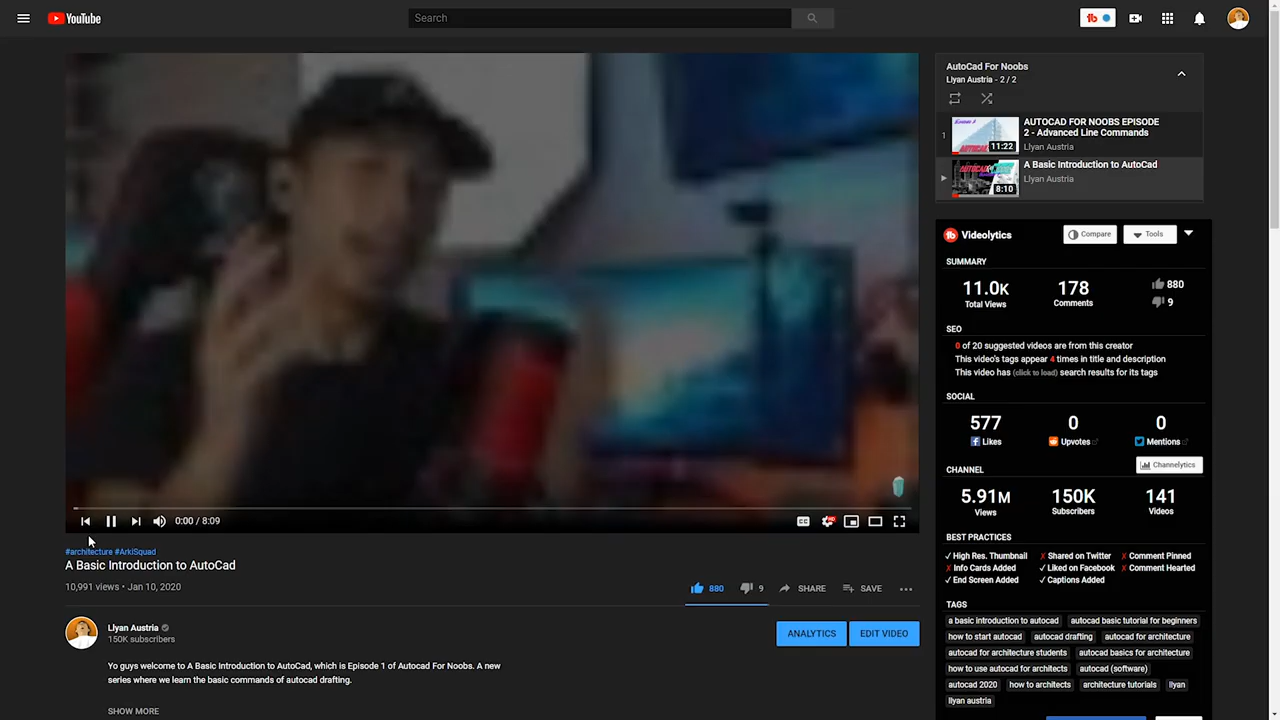 YouTube
Search
AutoCad For Noobs
Llyan Austria - 2 / 2
1
AUTOCAD FOR NOOBS EPISODE
2 - Advanced Line Commands
11:22
Llyan Austria
A Basic Introduction to AutoCad
Llyan Austria
8:10
Videolytics
Compare
Tools
SUMMARY
11.0K
Total Views
178
Comments
880
9
SEO
0 of 20 suggested videos are from this creator
This video's tags appear 4 times in title and description
This video has (click to load) search results for its tags
SOCIAL
577
Likes
0
Upvotes
0
Mentions
CHANNEL
Channelytics
5.91M
Views
150K
Subscribers
141
Videos
BEST PRACTICES
High Res. Thumbnail
Shared on Twitter
Comment Pinned
Info Cards Added
Liked on Facebook
Comment Hearted
End Screen Added
Captions Added
TAGS
a basic introduction to autocad
autocad basic tutorial for beginners
how to start autocad
autocad drafting
autocad for architecture
autocad for architecture students
autocad basics for architecture
how to use autocad for architects
autocad (software)
autocad 2020
how to architects
architecture tutorials
llyan
llyan austria
0:00 / 8:09
CC
HD
#architecture #ArkiSquad
A Basic Introduction to AutoCad
10,991 views • Jan 10, 2020
880
9
SHARE
SAVE
Llyan Austria
150K subscribers
ANALYTICS
EDIT VIDEO
Yo guys welcome to A Basic Introduction to AutoCad, which is Episode 1 of Autocad For Noobs. A new
series where we learn the basic commands of autocad drafting.
SHOW MORE